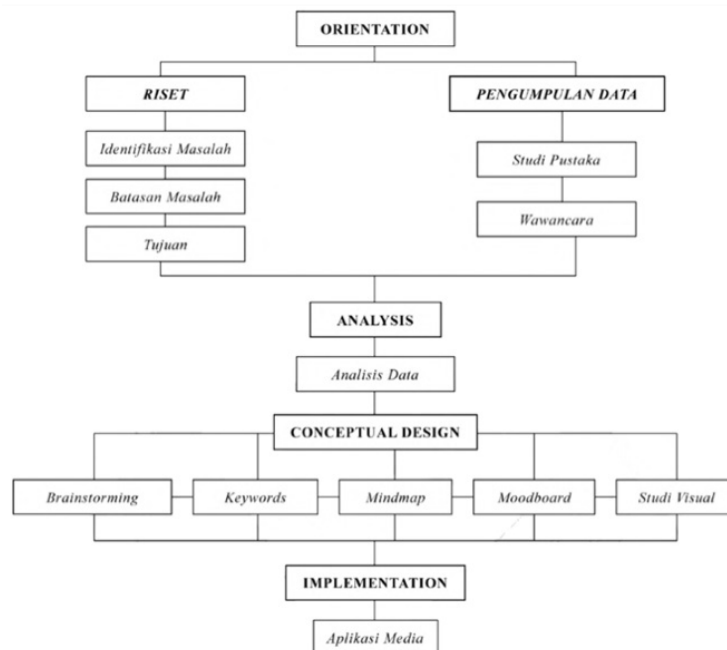 ORIENTATION
RISET
PENGUMPULAN DATA
Identifikasi Masalah
Studi Pustaka
Batasan Masalah
Wawancara
Tujuan
ANALYSIS
Analisis Data
CONCEPTUAL DESIGN
Brainstorming
Keywords
Mindmap
Moodboard
Studi Visual
IMPLEMENTATION
Aplikasi Media